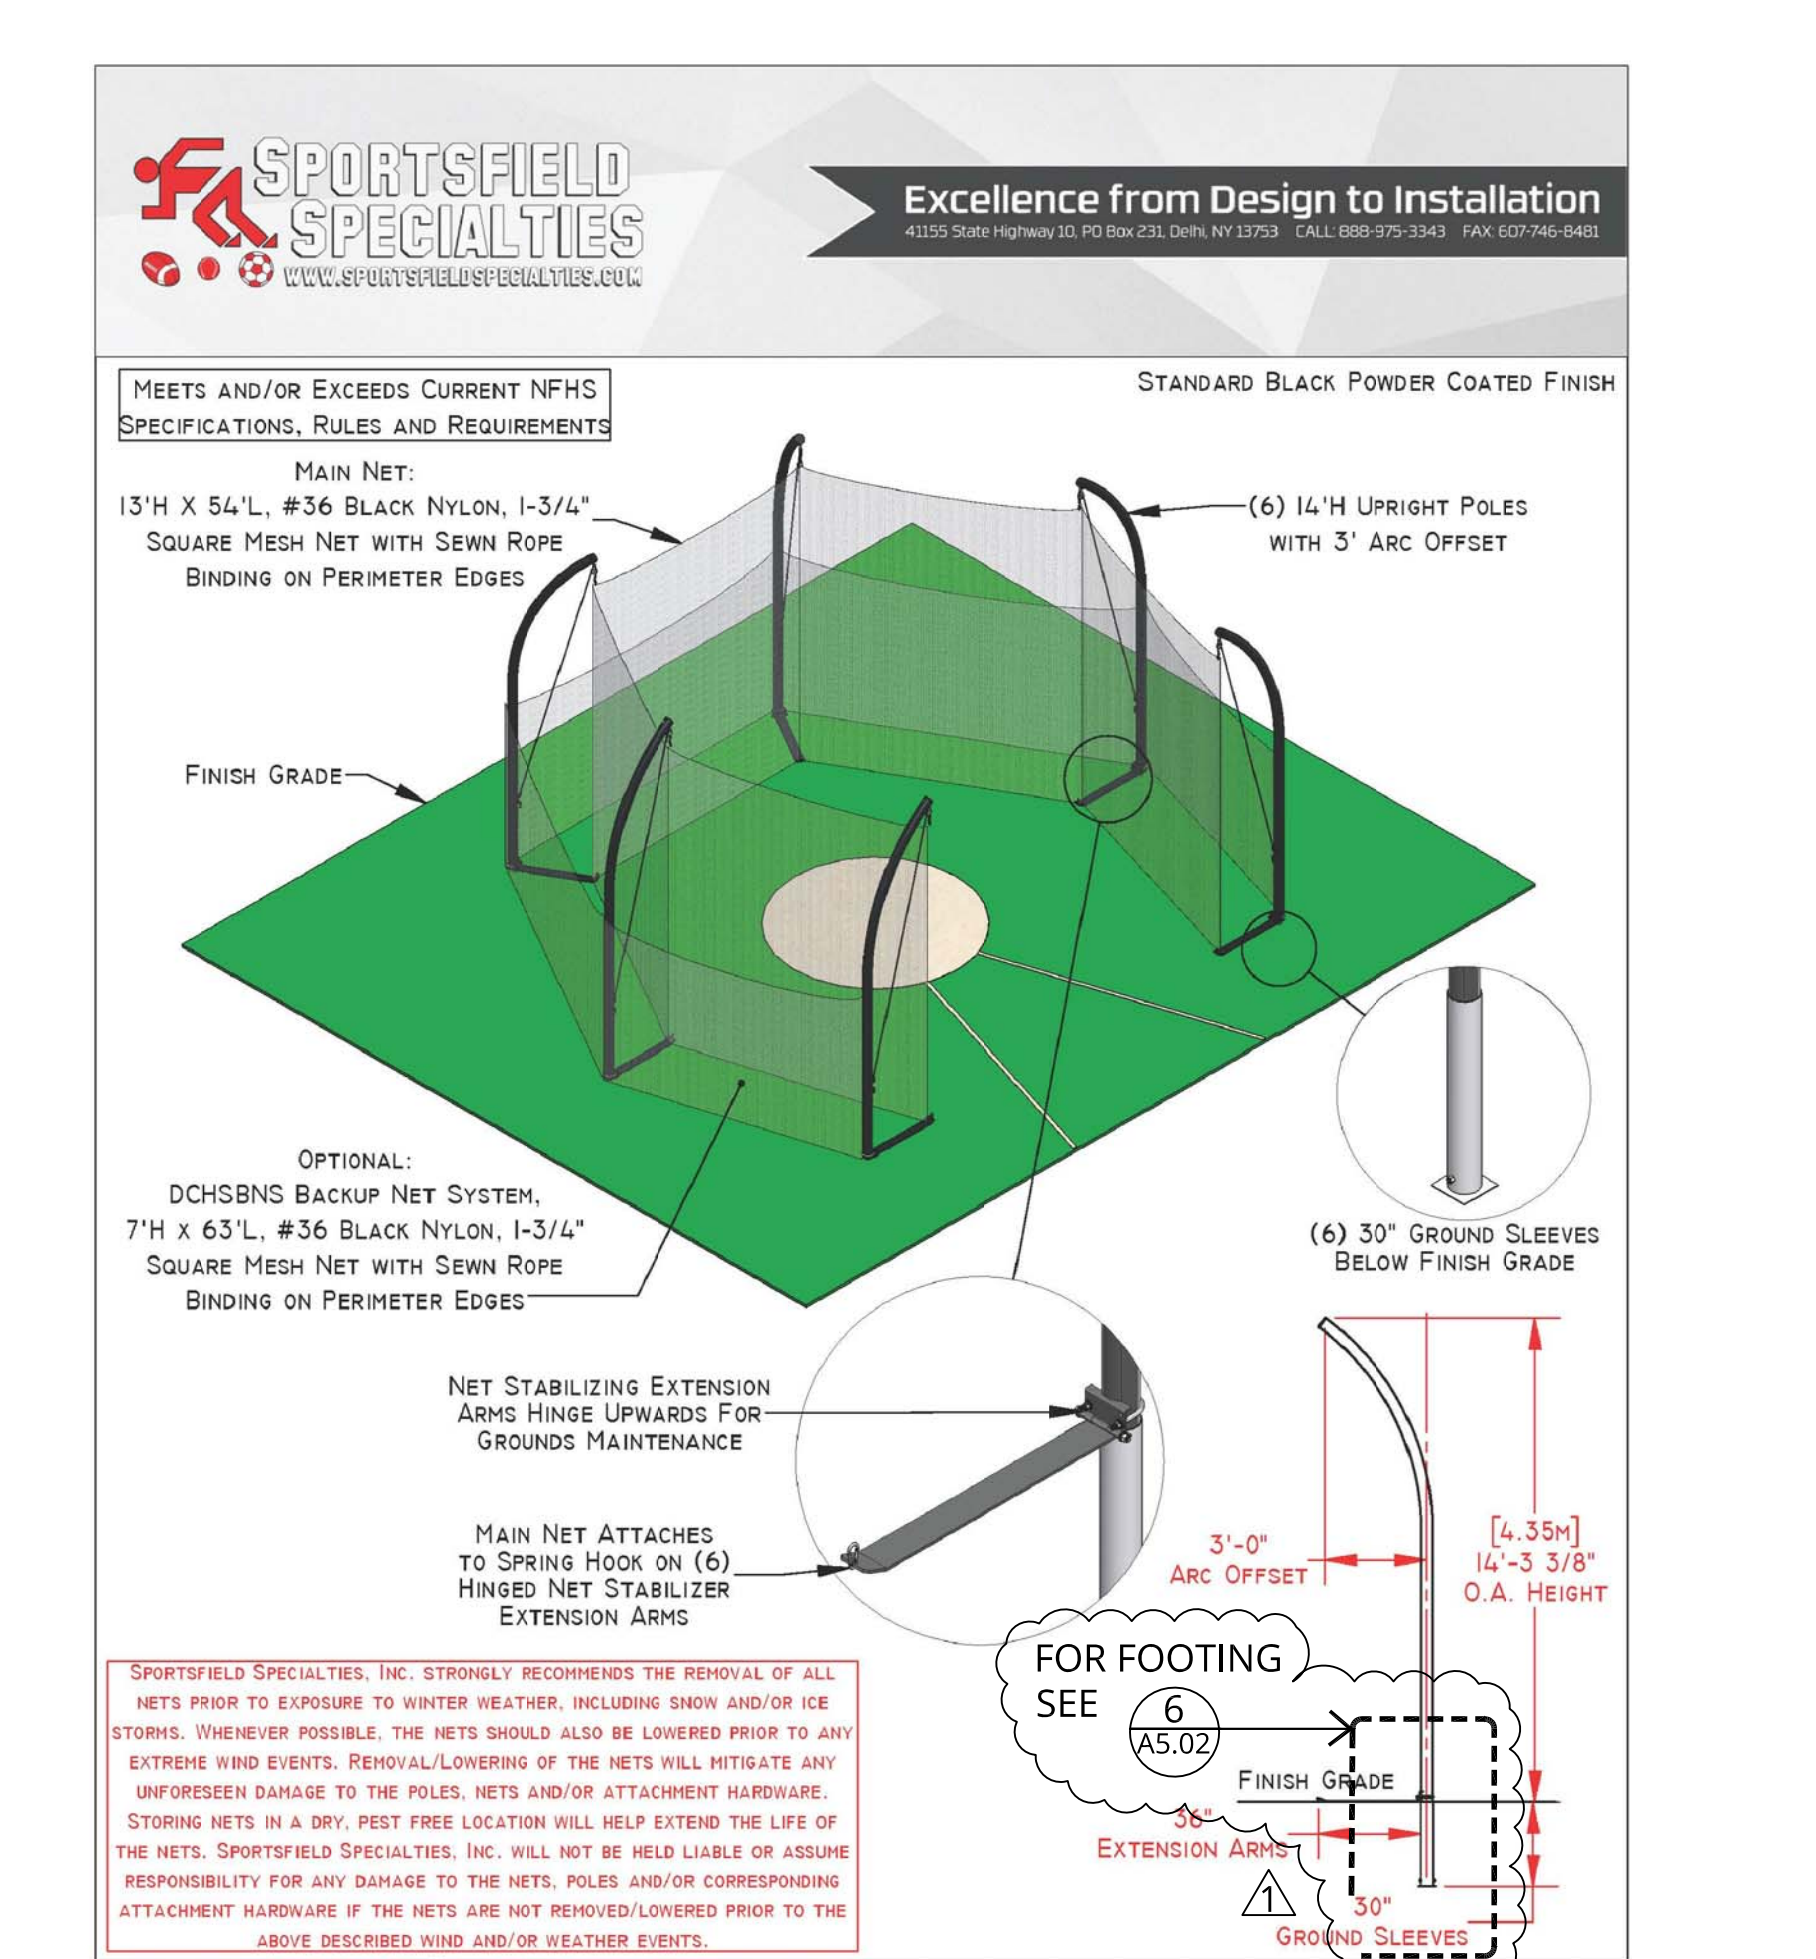 SPORTSFIELD
SPECIALTIES
WWW.SPORTSFIELDSPECIALTIES.COM
Excellence from Design to Installation
41155 State Highway 10, PO Box 231, Delhi, NY 13753 CALL: 888-975-3343 FAX: 607-746-8481
MEETS AND/OR EXCEEDS CURRENT NFHS
SPECIFICATIONS, RULES AND REQUIREMENTS
STANDARD BLACK POWDER COATED FINISH
MAIN NET:
13'H X 54'L, #36 BLACK NYLON, 1-3/4"
SQUARE MESH NET WITH SEWN ROPE
BINDING ON PERIMETER EDGES
(6) 14'H UPRIGHT POLES
WITH 3' ARC OFFSET
FINISH GRADE
OPTIONAL:
DCHSBNS BACKUP NET SYSTEM,
7'H X 63'L, #36 BLACK NYLON, 1-3/4"
SQUARE MESH NET WITH SEWN ROPE
BINDING ON PERIMETER EDGES
(6) 30" GROUND SLEEVES
BELOW FINISH GRADE
NET STABILIZING EXTENSION
ARMS HINGE UPWARDS FOR
GROUNDS MAINTENANCE
MAIN NET ATTACHES
TO SPRING HOOK ON (6)
HINGED NET STABILIZER
EXTENSION ARMS
3'-0"
ARC OFFSET
[4.35M]
14'-3 3/8"
O.A. HEIGHT
FOR FOOTING
SEE
6
A5.02
FINISH GRADE
36"
EXTENSION ARMS
1
30"
GROUND SLEEVES
SPORTSFIELD SPECIALTIES, INC. STRONGLY RECOMMENDS THE REMOVAL OF ALL
NETS PRIOR TO EXPOSURE TO WINTER WEATHER, INCLUDING SNOW AND/OR ICE
STORMS. WHENEVER POSSIBLE, THE NETS SHOULD ALSO BE LOWERED PRIOR TO ANY
EXTREME WIND EVENTS. REMOVAL/LOWERING OF THE NETS WILL MITIGATE ANY
UNFORESEEN DAMAGE TO THE POLES, NETS AND/OR ATTACHMENT HARDWARE.
STORING NETS IN A DRY, PEST FREE LOCATION WILL HELP EXTEND THE LIFE OF
THE NETS. SPORTSFIELD SPECIALTIES, INC. WILL NOT BE HELD LIABLE OR ASSUME
RESPONSIBILITY FOR ANY DAMAGE TO THE NETS, POLES AND/OR CORRESPONDING
ATTACHMENT HARDWARE IF THE NETS ARE NOT REMOVED/LOWERED PRIOR TO THE
ABOVE DESCRIBED WIND AND/OR WEATHER EVENTS.